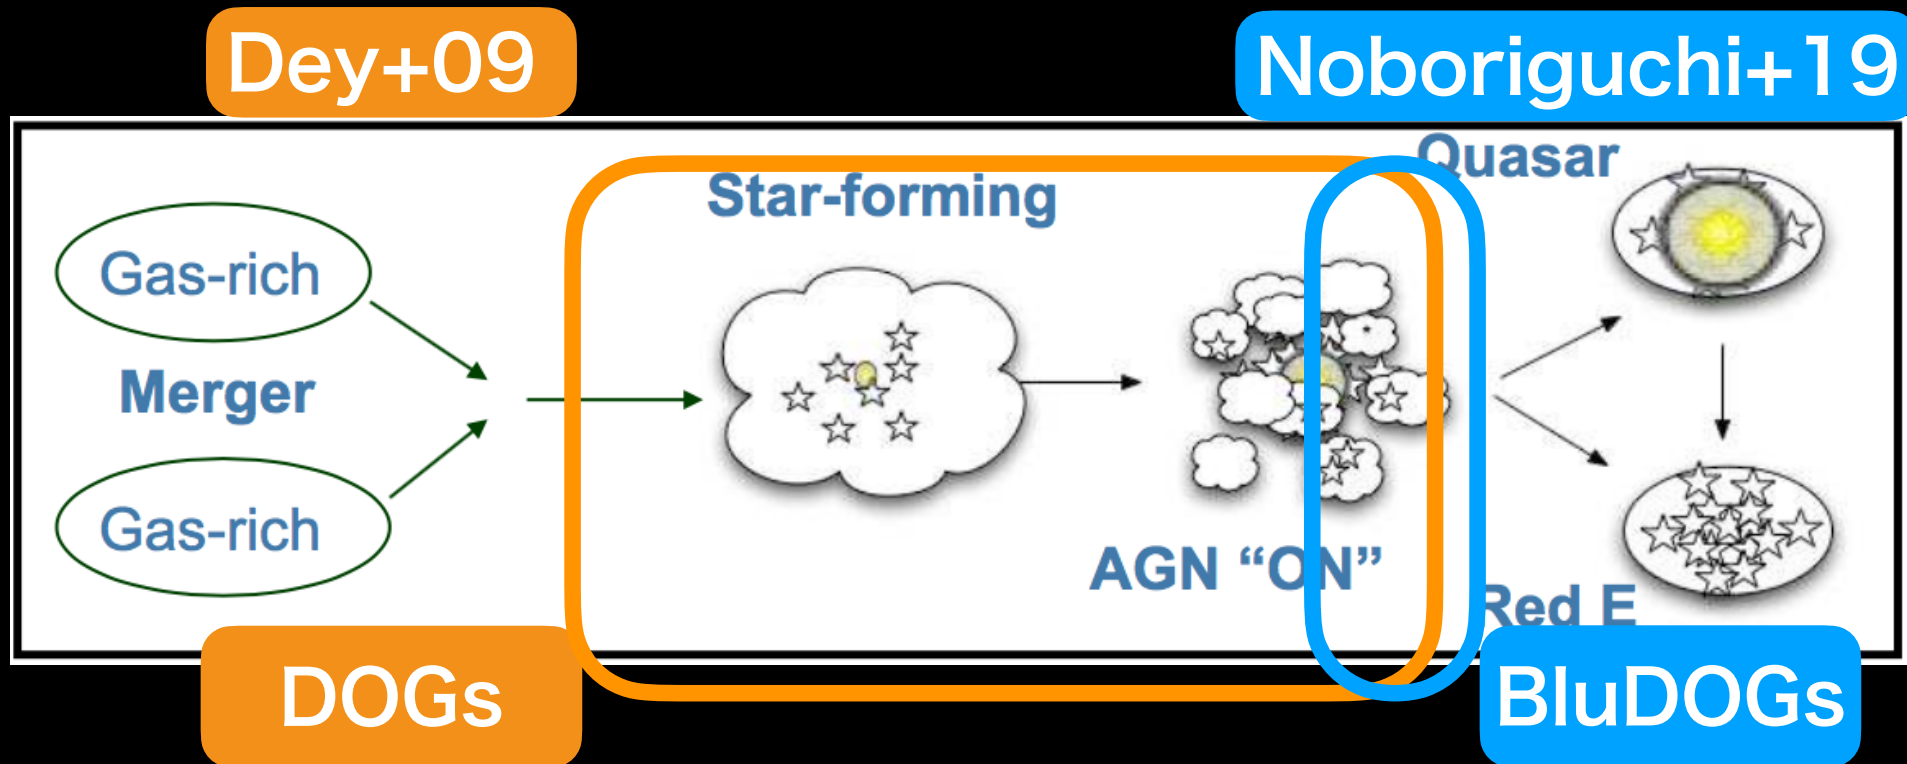 Dey+09
Noboriguchi+19
Quasar
Star-forming
Gas-rich
Merger
Gas-rich
AGN “ON”
Red E
DOGs
BluDOGs